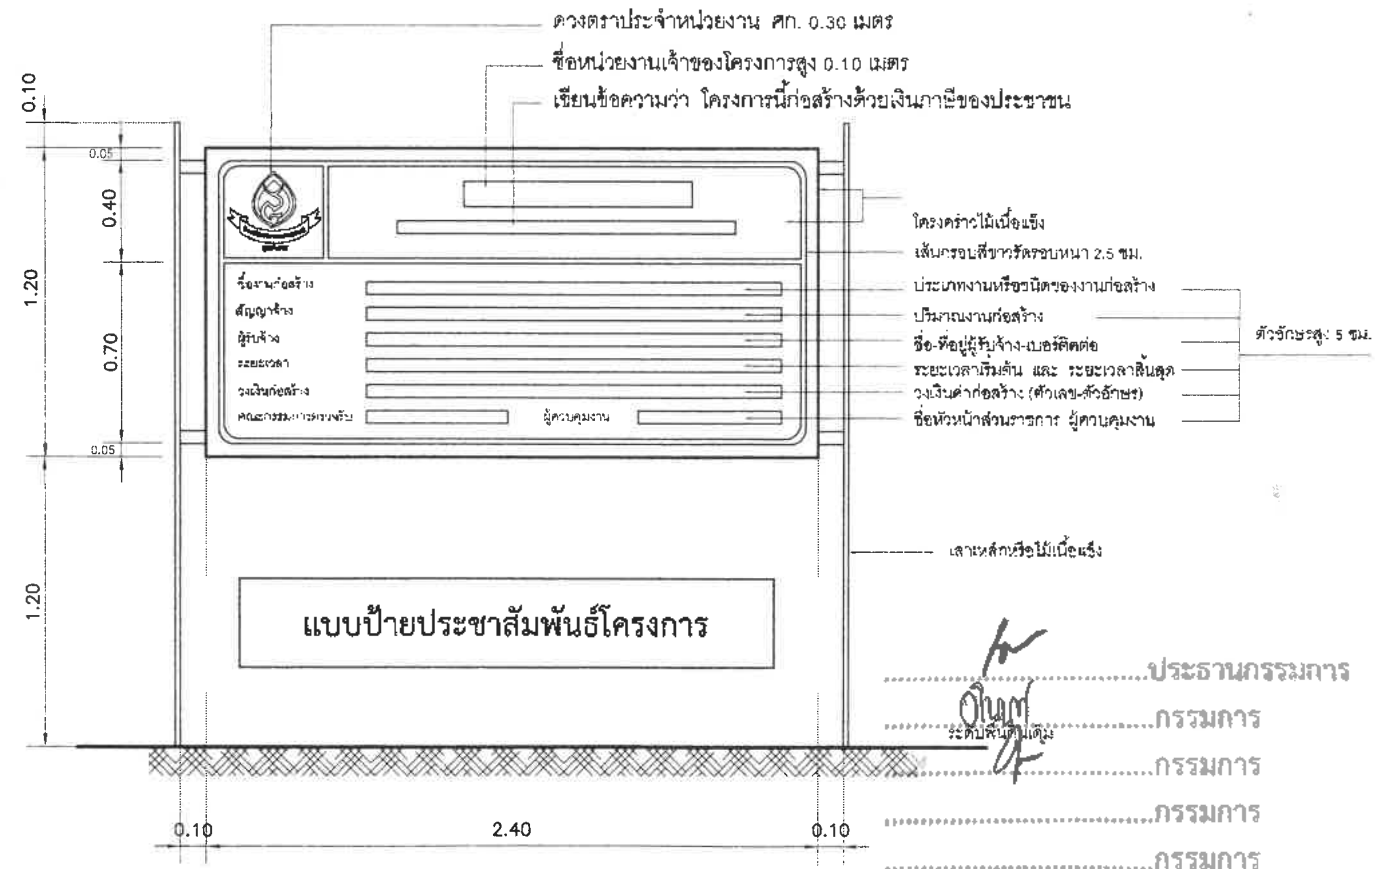 ดวงตราประจำหน่วยงาน ศก. 0.30 เมตร
ชื่อหน่วยงานเจ้าของโครงการสูง 0.10 เมตร
เขียนข้อความว่า โครงการนี้ก่อสร้างด้วยเงินภาษีของประชาชน
0.10
0.05
0.40
1.20
0.70
0.05
1.20
โครงคร่าวไม้เนื้อแข็ง
เส้นกรอบสีขาวรัดรอบหนา 2.5 ซม.
ชื่องานก่อสร้าง
ประเภทงานหรือชนิดของงานก่อสร้าง
สัญญาจ้าง
ปริมาณงานก่อสร้าง
ผู้รับจ้าง
ชื่อ-ที่อยู่ผู้รับจ้าง-เบอร์ติดต่อ
ตัวอักษรสูง 5 ซม.
ระยะเวลา
ระยะเวลาเริ่มต้น และ ระยะเวลาสิ้นสุด
วงเงินก่อสร้าง
วงเงินค่าก่อสร้าง (ตัวเลข-ตัวอักษร)
คณะกรรมการตรวจรับ
ผู้ควบคุมงาน
ชื่อหัวหน้าส่วนราชการ ผู้ควบคุมงาน
เสาเหล็กหรือไม้เนื้อแข็ง
แบบป้ายประชาสัมพันธ์โครงการ
ประธานกรรมการ
กรรมการ
ระดับพื้นดินเดิม
กรรมการ
กรรมการ
กรรมการ
0.10
2.40
0.10